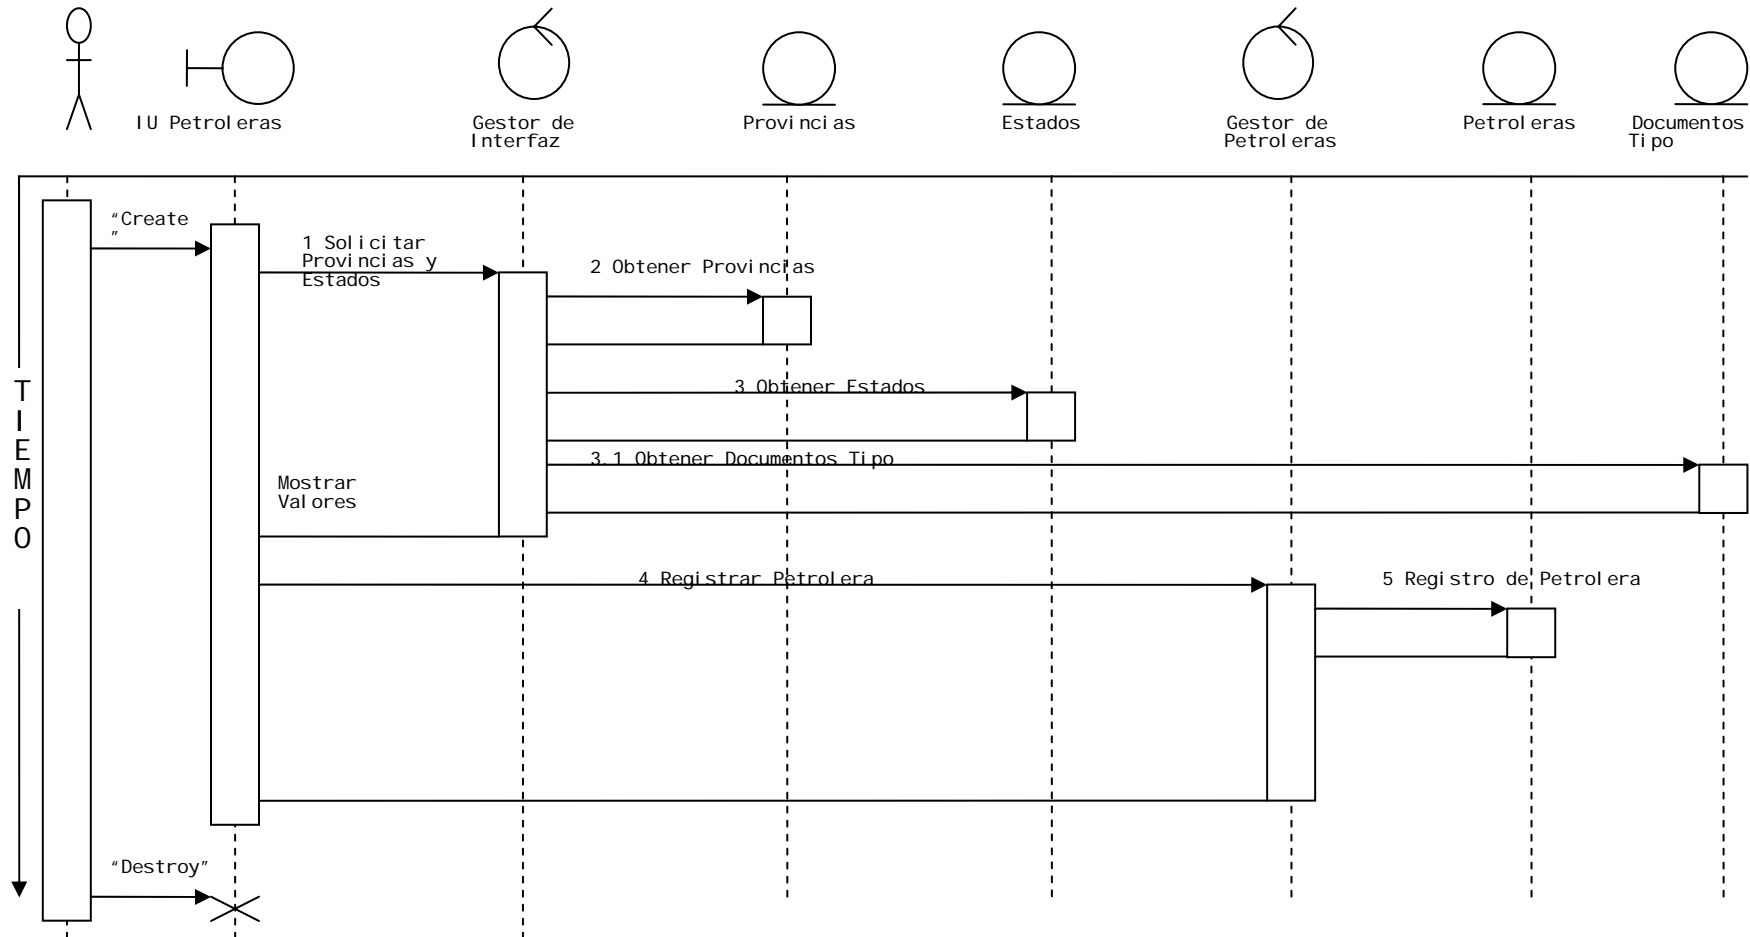 IU Petroleras
Gestor de
Interfaz
Provincias
Estados
Gestor de
Petroleras
Petroleras
Documentos
Tipo
“Create
”
1 Solicitar
Provincias y
Estados
2 Obtener Provincias
3 Obtener Estados
3.1 Obtener Documentos Tipo
Mostrar
Valores
4 Registrar Petrolera
5 Registro de Petrolera
“Destroy”
T
I
E
M
P
O